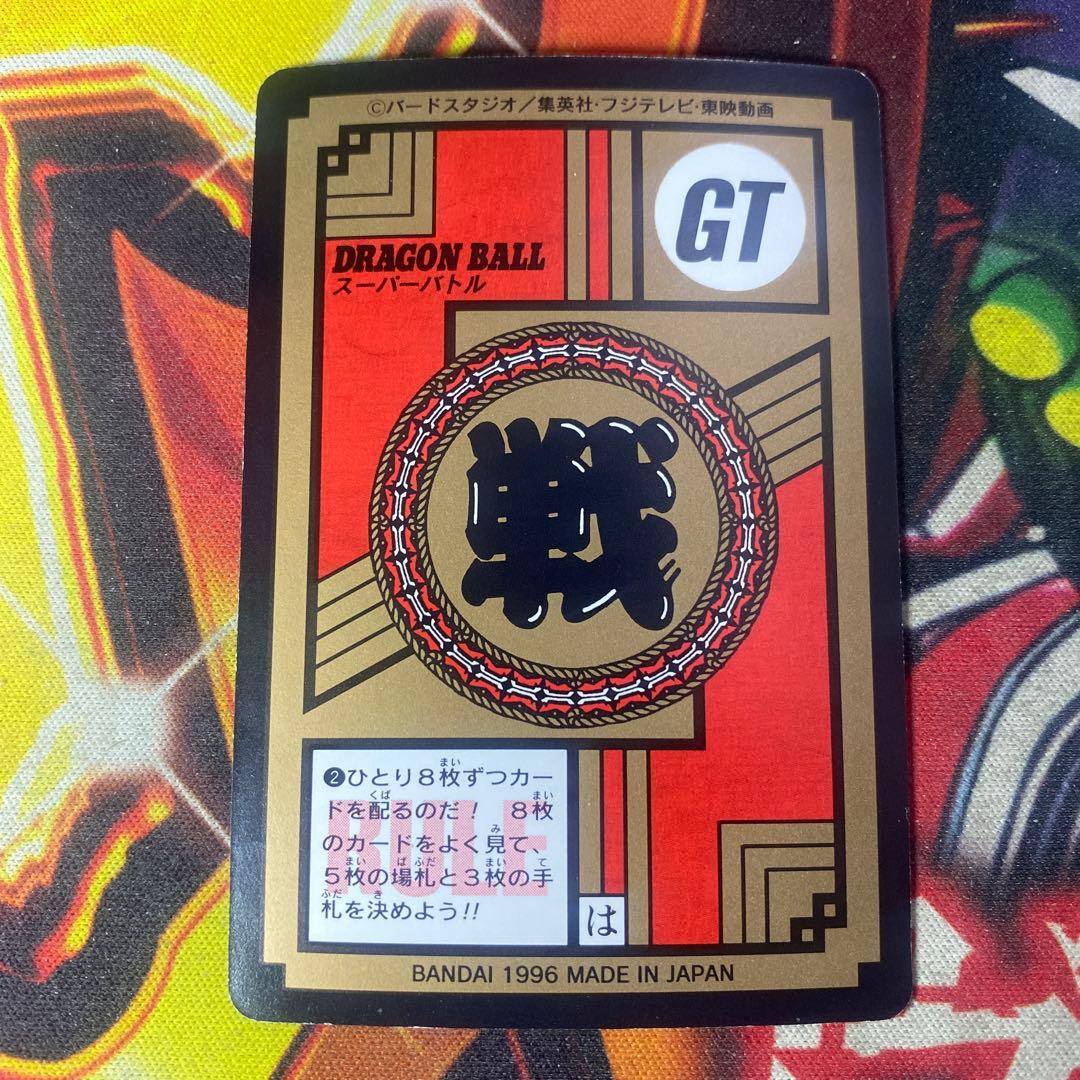 ©バードスタジオ／集英社・フジテレビ・東映動画
GT
DRAGON BALL
スーパーバトル
戦
❷ひとり8枚ずつカー
ドを配るのだ！ 8枚
のカードをよく見て、
5枚の場札と3枚の手
札を決めよう!!
RULE
は
BANDAI 1996 MADE IN JAPAN